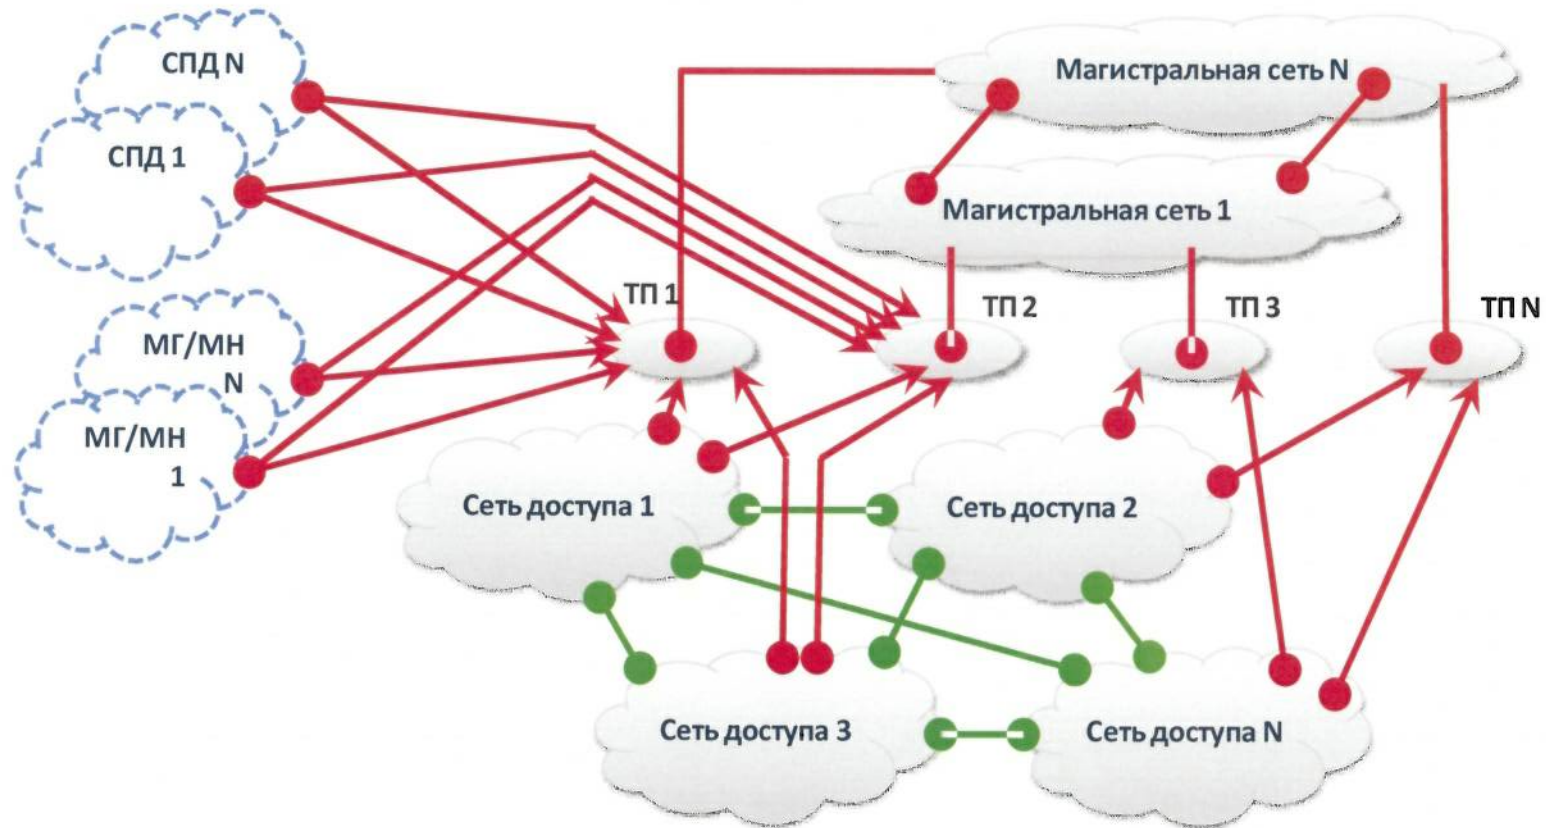 СПД N
СПД 1
Магистральная сеть N
Магистральная сеть 1
ТП 1
ТП 2
ТП 3
ТП N
МГ/МН
N
МГ/МН
1
Сеть доступа 1
Сеть доступа 2
Сеть доступа 3
Сеть доступа N